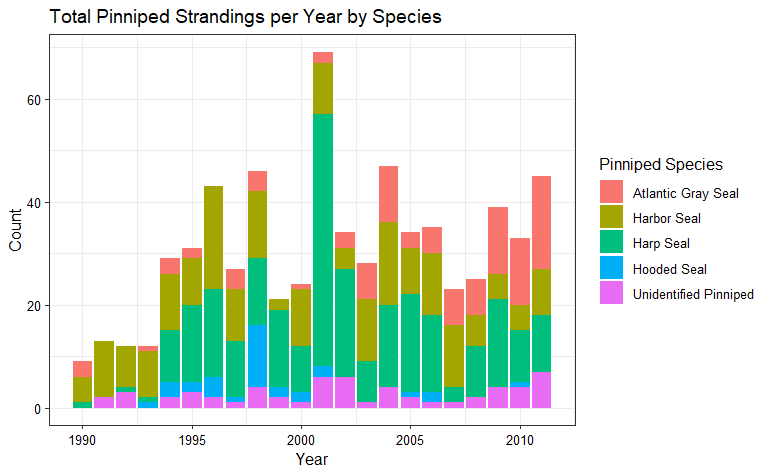 Total Pinniped Strandings per Year by Species
60
40
20
0
Count
1990 1995 2000 2005 2010
Year
Pinniped Species
Atlantic Gray Seal
Harbor Seal
Harp Seal
Hooded Seal
Unidentified Pinniped